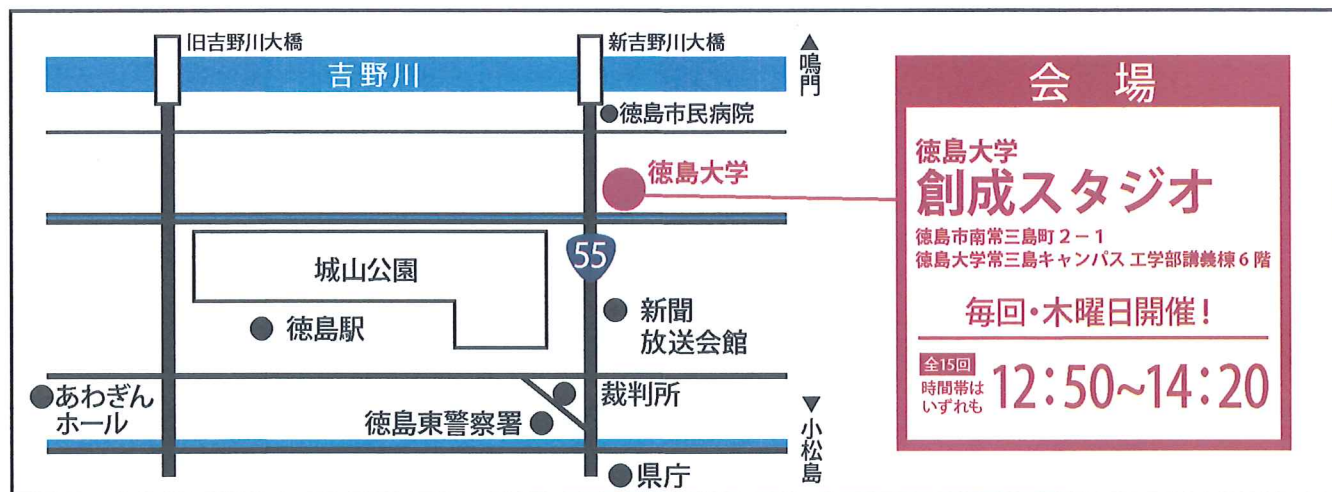 旧吉野川大橋
新吉野川大橋
吉野川
▲鳴門
●徳島市民病院
徳島大学
城山公園
55
徳島駅
新聞
放送会館
あわぎん
ホール
裁判所
徳島東警察署
県庁
▼小松島
会場
徳島大学
創成スタジオ
徳島市南常三島町2-1
徳島大学常三島キャンパス 工学部講義棟6階
毎回・木曜日開催!
全15回
時間帯は
いずれも
12:50~14:20